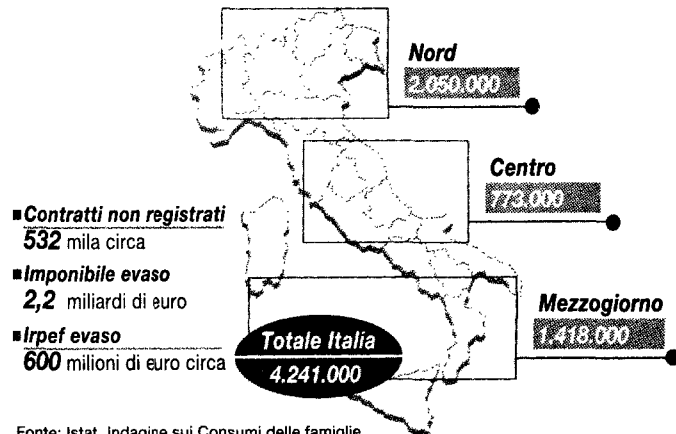 Nord
2.050.000
Centro
773.000
Mezzogiorno
1.418.000
■Contratti non registrati
532 mila circa
■Imponibile evaso
2,2 miliardi di euro
■Irpef evaso
600 milioni di euro circa
Totale Italia
4.241.000
Fonte: Istat, Indagine sui Consumi delle famiglie